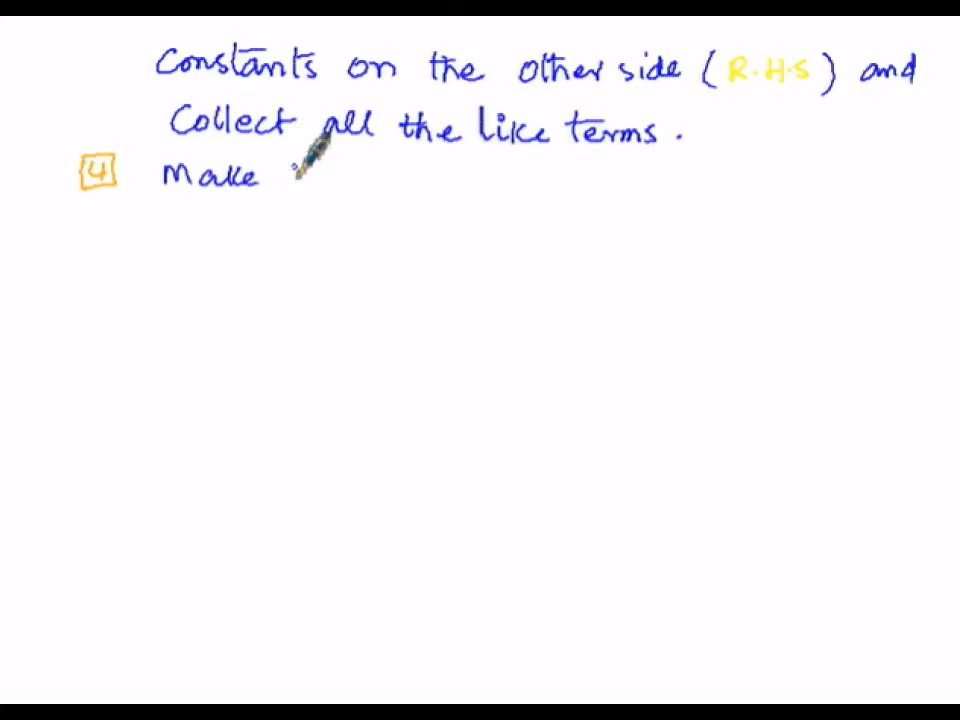 Constants on the other side (R.H.S) and
Collect all the like terms.
4 Make